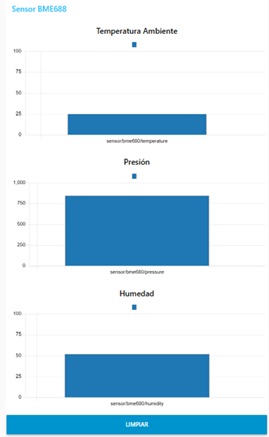 Sensor BME688
Temperatura Ambiente
100
75
50
25
0
sensor/bme680/temperature
Presión
1,000
750
500
250
0
sensor/bme680/pressure
Humedad
100
75
50
25
0
sensor/bme680/humidity
LIMPIAR